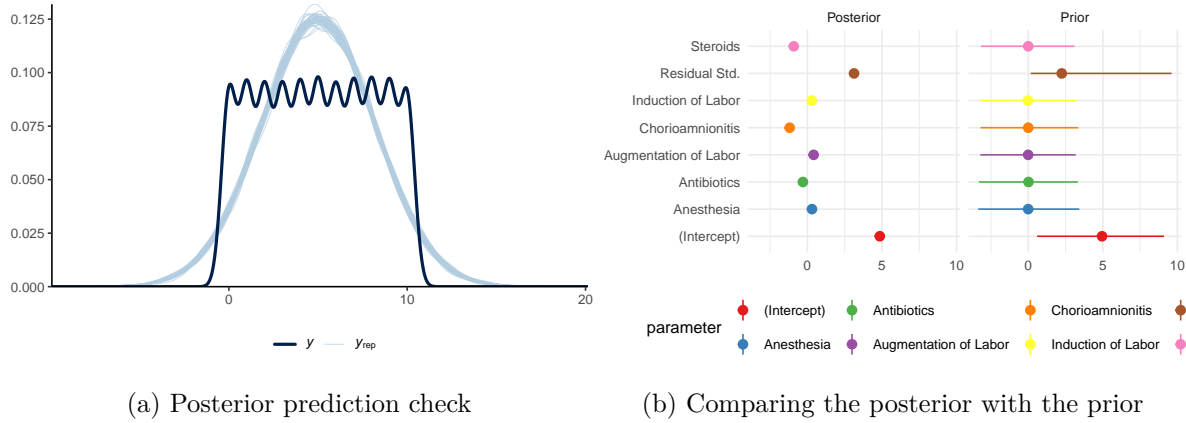 0.125
0.100
0.075
0.050
0.025
0.000
0 10 20
y yrep
(a) Posterior prediction check
Posterior Prior
Steroids
Residual Std.
Induction of Labor
Chorioamnionitis
Augmentation of Labor
Antibiotics
Anesthesia
(Intercept)
0 5 10 0 5 10
parameter
(Intercept) Antibiotics Chorioamnionitis
Anesthesia Augmentation of Labor Induction of Labor
(b) Comparing the posterior with the prior